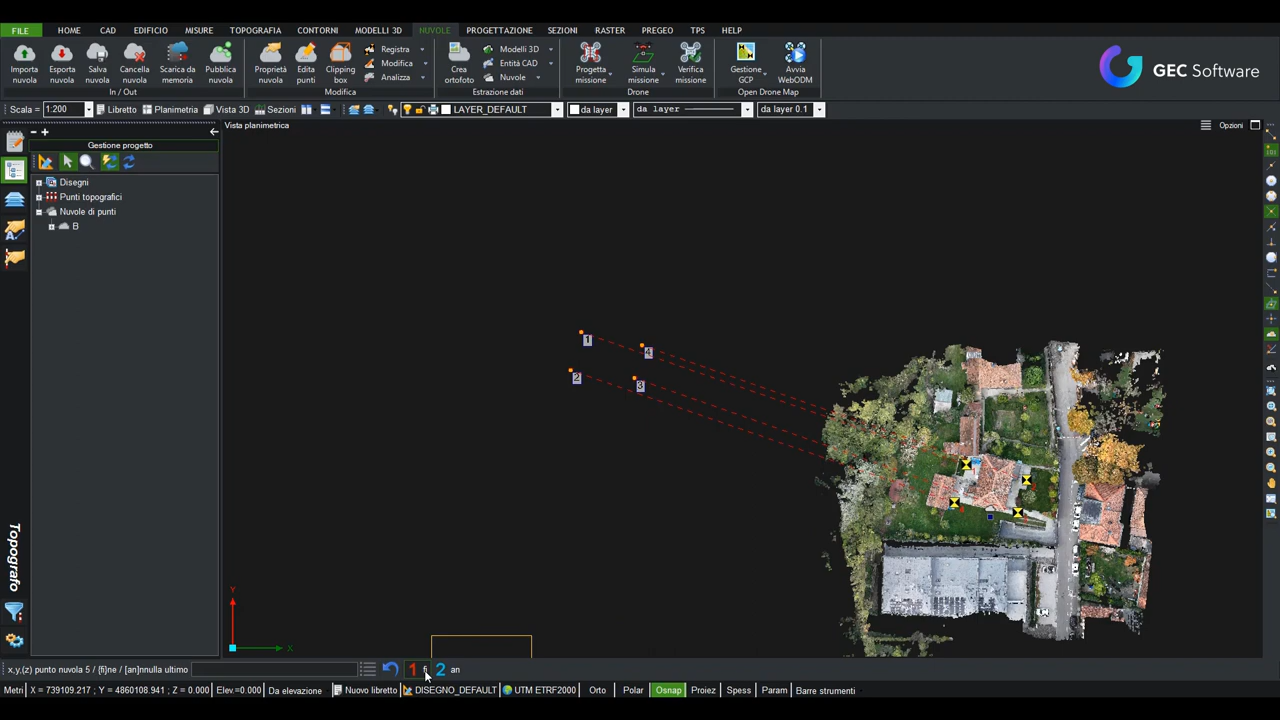 FILE HOME CAD EDIFICIO MISURE TOPOGRAFIA CONTORNI MODELLI 3D NUVOLE PROGETTAZIONE SEZIONI RASTER PREGEO TPS HELP
Importa nuvola
Esporta nuvola
Salva nuvola
Cancella nuvola
Scarica da memoria
Pubblica nuvola
In / Out
Proprietà nuvola
Edita punti
Clipping box
Registra
Modifica
Analizza
Modifica
Crea ortofoto
Modelli 3D
Entità CAD
Nuvole
Estrazione dati
Progetta missione
Simula missione
Verifica missione
Drone
Gestione GCP
Avvia WebODM
Open Drone Map
GEC Software
Scala = 1:200 Libretto Planimetria Vista 3D Sezioni LAYER_DEFAULT da layer da layer da layer 0.1
Vista planimetrica
Opzioni
Gestione progetto
Disegni
Punti topografici
Nuvole di punti
B
1
4
2
3
Y
X
Topografo
x,y,(z) punto nuvola 5 / (fi)ne / [an]nnulla ultimo 1 fi 2 an
Metri X = 739109.217 ; Y = 4860108.941 ; Z = 0.000 Elev.=0.000 Da elevazione Nuovo libretto DISEGNO_DEFAULT UTM ETRF2000 Orto Polar Osnap Proiez Spess Param Barre strumenti